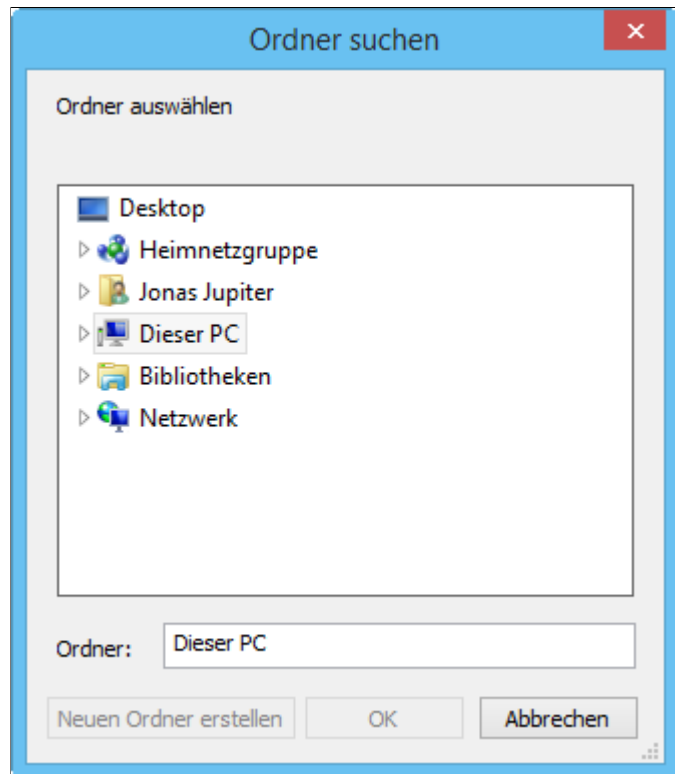 Ordner suchen
Ordner auswählen
Desktop
Heimnetzgruppe
Jonas Jupiter
Dieser PC
Bibliotheken
Netzwerk
Ordner: Dieser PC
Neuen Ordner erstellen OK Abbrechen